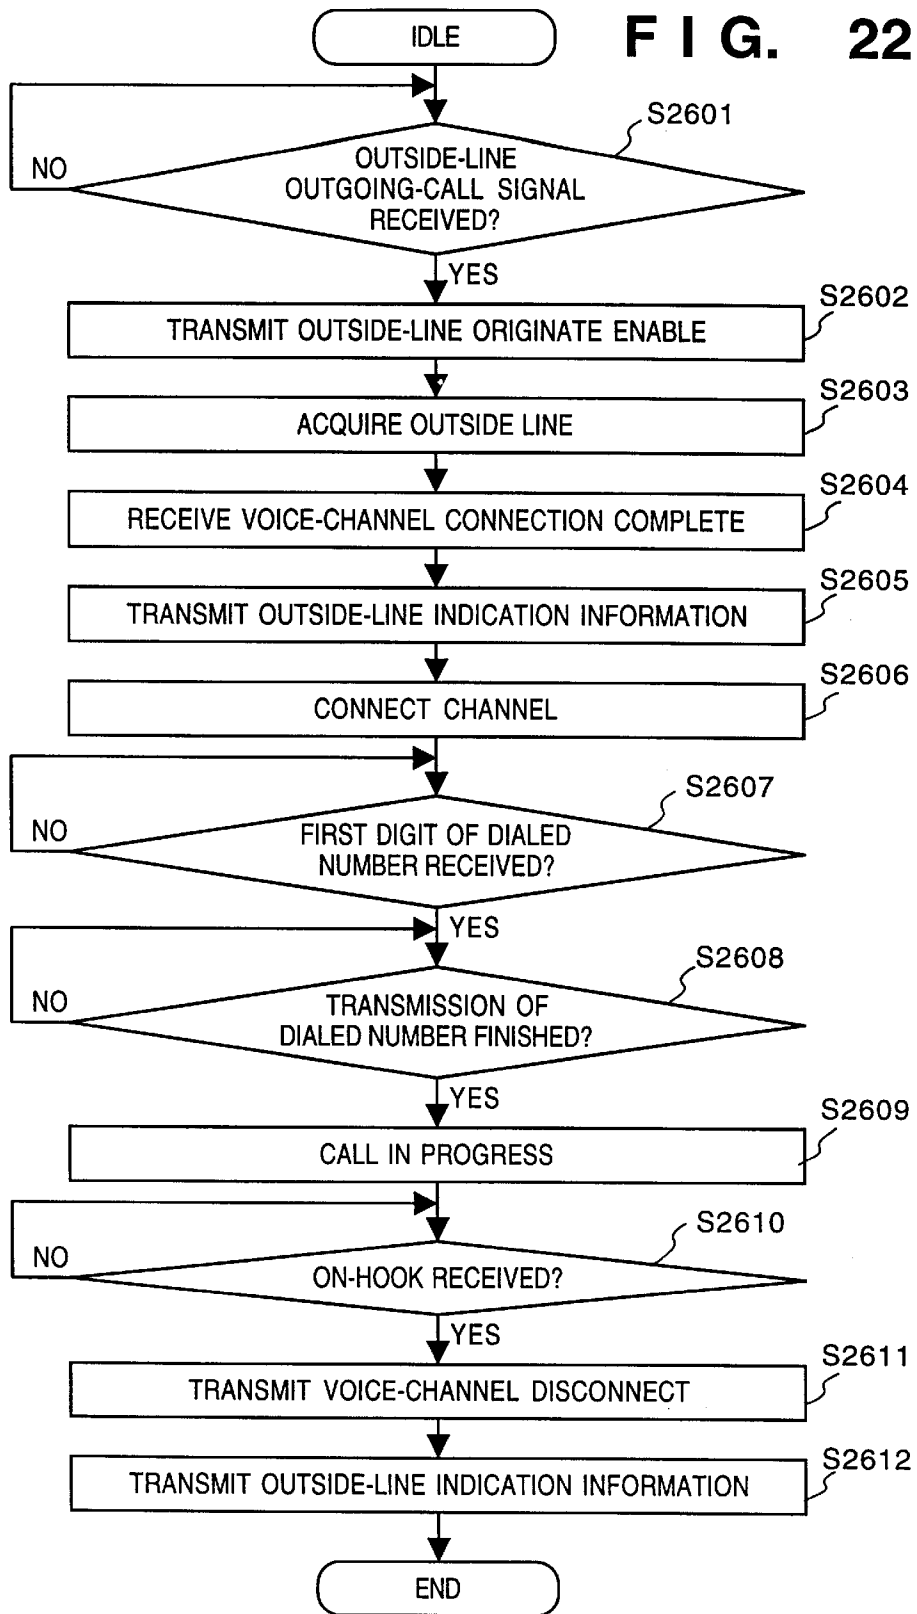 IDLE
FIG. 22
S2601
NO
OUTSIDE-LINE
OUTGOING-CALL SIGNAL
RECEIVED?
YES
S2602
TRANSMIT OUTSIDE-LINE ORIGINATE ENABLE
S2603
ACQUIRE OUTSIDE LINE
S2604
RECEIVE VOICE-CHANNEL CONNECTION COMPLETE
S2605
TRANSMIT OUTSIDE-LINE INDICATION INFORMATION
S2606
CONNECT CHANNEL
S2607
NO
FIRST DIGIT OF DIALED
NUMBER RECEIVED?
YES
S2608
NO
TRANSMISSION OF
DIALED NUMBER FINISHED?
YES
S2609
CALL IN PROGRESS
S2610
NO
ON-HOOK RECEIVED?
YES
S2611
TRANSMIT VOICE-CHANNEL DISCONNECT
S2612
TRANSMIT OUTSIDE-LINE INDICATION INFORMATION
END